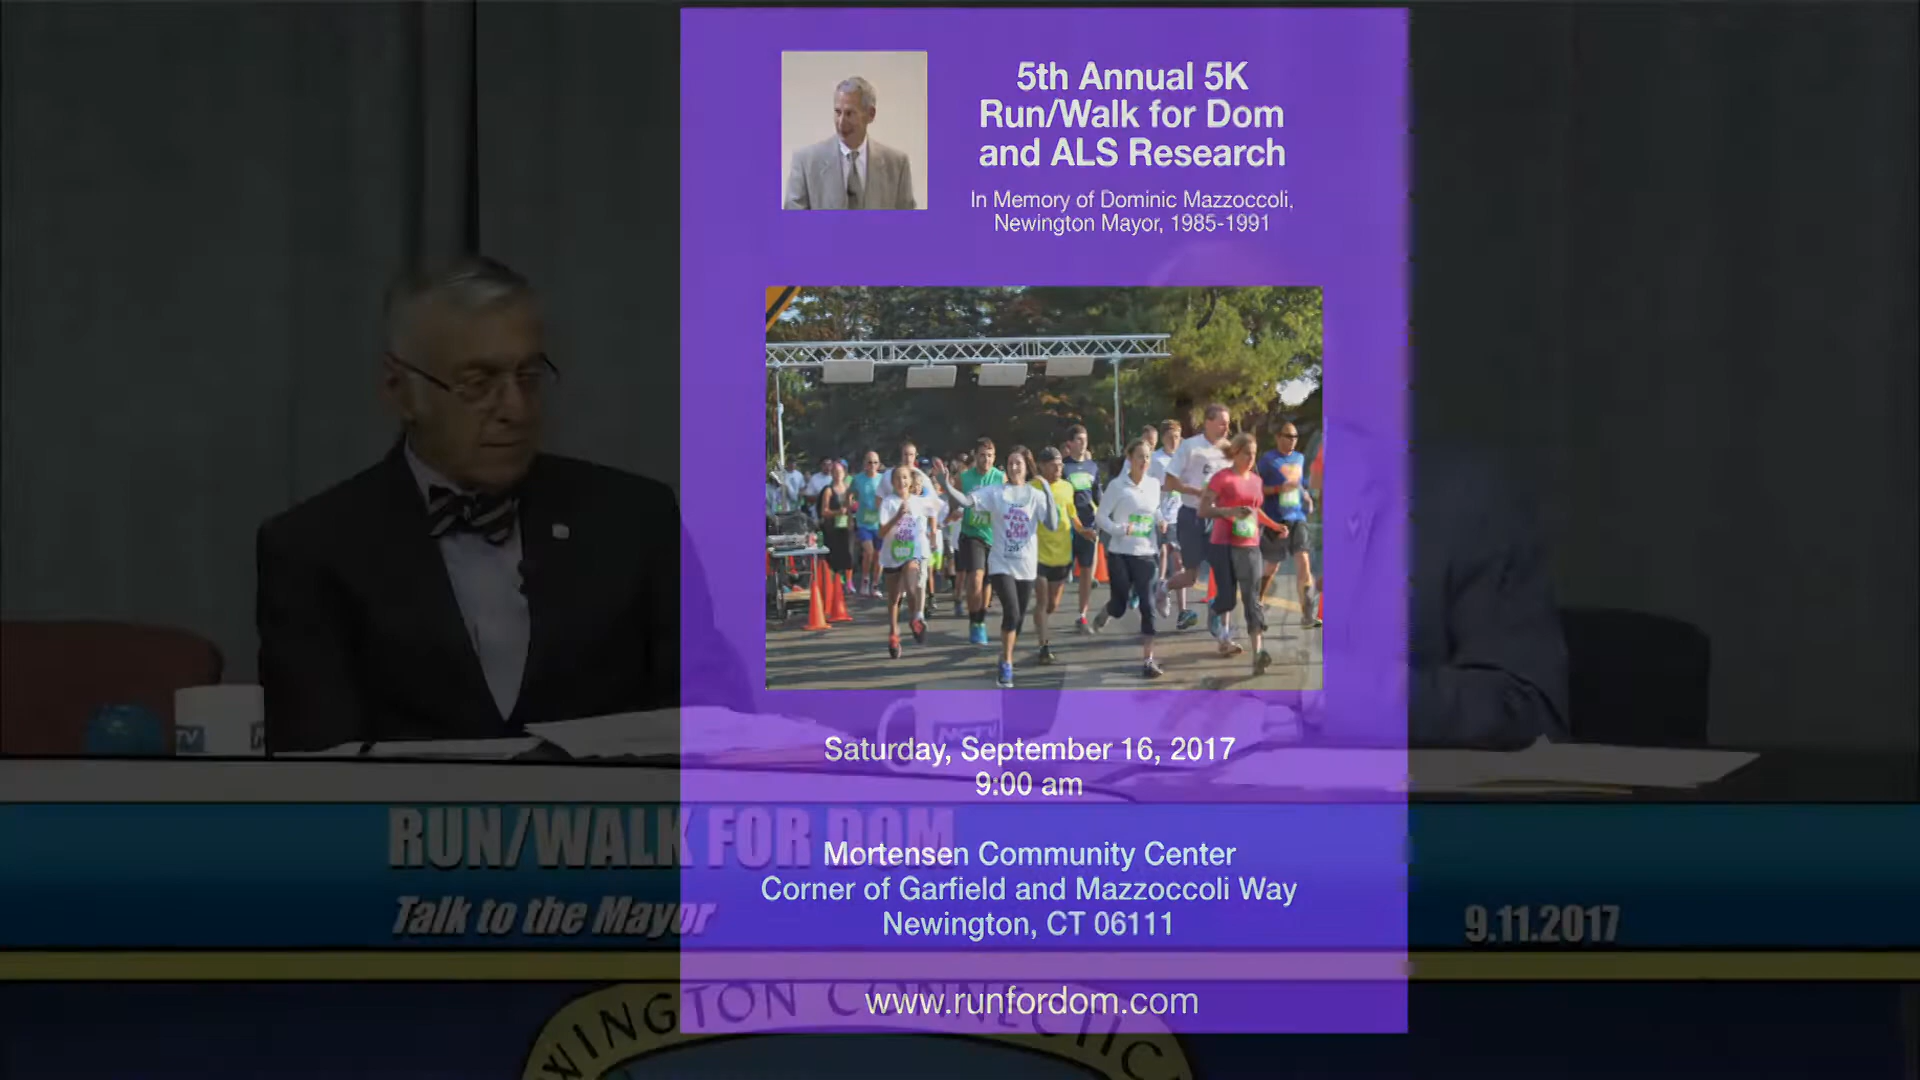 5th Annual 5K
Run/Walk for Dom
and ALS Research
In Memory of Dominic Mazzoccoli,
Newington Mayor, 1985-1991
Saturday, September 16, 2017
9:00 am
RUN/WALK FOR DOM
Mortensen Community Center
Corner of Garfield and Mazzoccoli Way
Newington, CT 06111
Talk to the Mayor
9.11.2017
www.runfordom.com